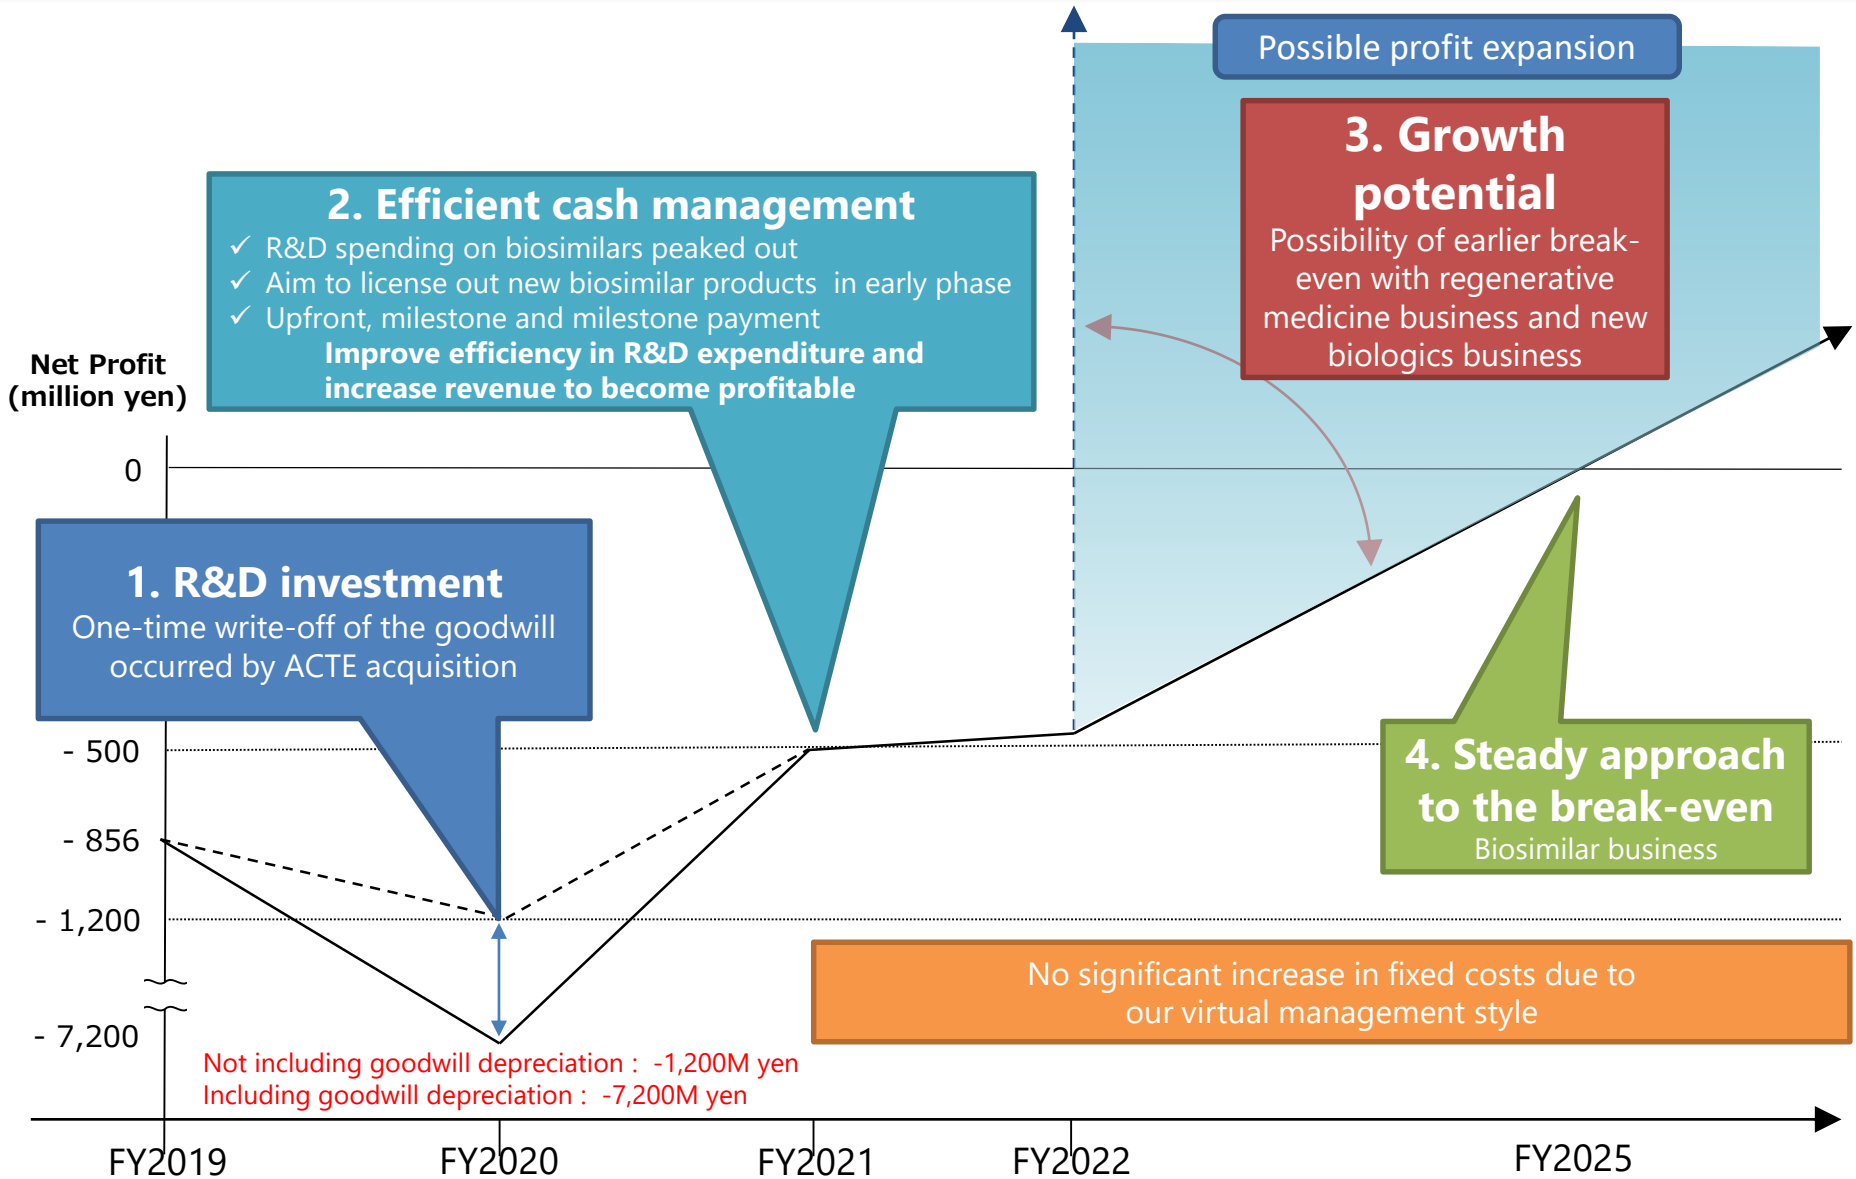 Possible profit expansion
3. Growth
potential
Possibility of earlier break-
even with regenerative
medicine business and new
biologics business
2. Efficient cash management
✓ R&D spending on biosimilars peaked out
✓ Aim to license out new biosimilar products in early phase
✓ Upfront, milestone and milestone payment
Improve efficiency in R&D expenditure and
increase revenue to become profitable
Net Profit
(million yen)
0
1. R&D investment
One-time write-off of the goodwill
occurred by ACTE acquisition
- 500
- 856
- 1,200
- 7,200
4. Steady approach
to the break-even
Biosimilar business
No significant increase in fixed costs due to
our virtual management style
Not including goodwill depreciation : -1,200M yen
Including goodwill depreciation : -7,200M yen
FY2019
FY2020
FY2021
FY2022
FY2025